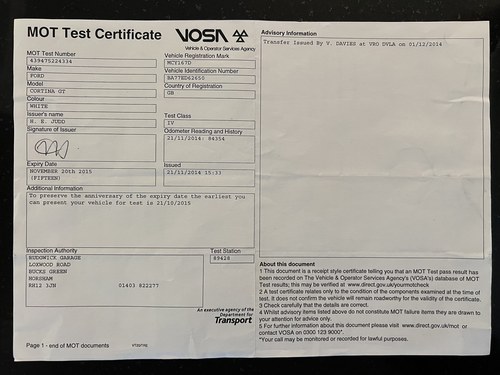 MOT Test Certificate
VOSA
Vehicle & Operator Services Agency
MOT Test Number
439475224334
Make
FORD
Model
CORTINA GT
Colour
WHITE
Issuer's name
H. E. JUDD
Signature of Issuer
Expiry Date
NOVEMBER 20th 2015
(FIFTEEN)
Additional Information
To preserve the anniversary of the expiry date the earliest you
can present your vehicle for test is 21/10/2015
Vehicle Registration Mark
MCY167D
Vehicle Identification Number
BA77ED62650
Country of Registration
GB
Test Class
IV
Odometer Reading and History
21/11/2014: 84354
Issued
21/11/2014 15:33
Inspection Authority
RUDGWICK GARAGE
LOXWOOD ROAD
BUCKS GREEN
HORSHAM
RH12 3JN 01403 822277
Test Station
89426
An executive agency of the
Department for
Transport
Page 1 - end of MOT documents
Advisory Information
Transfer Issued By V. DAVIES at VRO DVLA on 01/12/2014
About this document
1 This document is a receipt style certificate telling you that an MOT Test pass result has
been recorded on The Vehicle & Operator Services Agency's (VOSA's) database of MOT
Test results; this may be verified at www.direct.gov.uk/yourmotcheck
2 A test certificate relates only to the condition of the components examined at the time of
test. It does not confirm the vehicle will remain roadworthy for the validity of the certificate.
3 Check carefully that the details are correct.
4 Whilst advisory items listed above do not constitute MOT failure items they are drawn to
your attention for advice only.
5 For further information about this document please visit www.direct.gov.uk/mot or
contact VOSA on 0300 123 9000*.
*Your call may be monitored or recorded for lawful purposes.